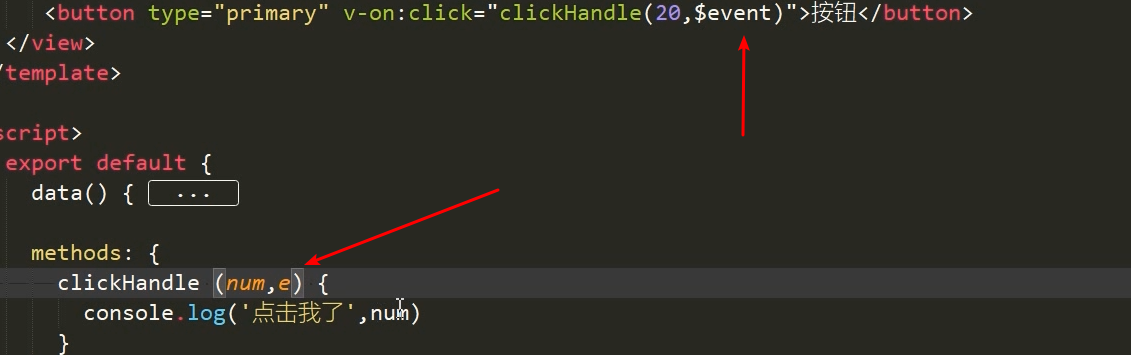 <button type="primary" v-on:click="clickHandle(20,$event)">按钮</button>
</view>
/template>
script>
export default {
data() { ...
methods: {
clickHandle (num,e) {
console.log('点击我了',num)
}